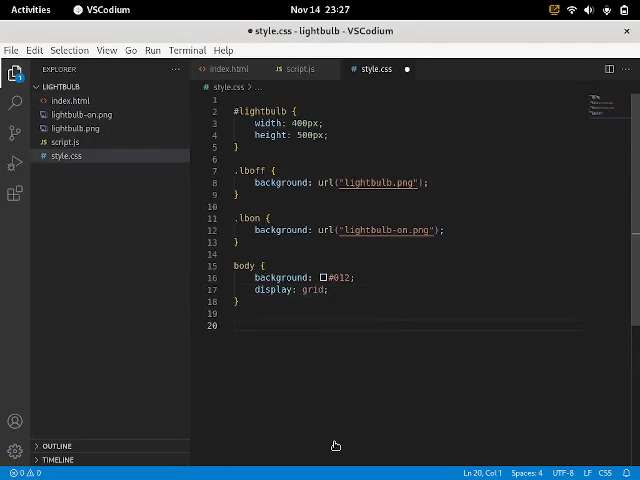 Activities VSCodium Nov 14 23:27
style.css - lightbulb - VSCodium
File Edit Selection View Go Run Terminal Help
EXPLORER
index.html script.js style.css
LIGHTBULB
style.css > ...
index.html
lightbulb-on.png
lightbulb.png
script.js
style.css
1
2 #lightbulb {
3 width: 400px;
4 height: 500px;
5 }
6
7 .lboff {
8 background: url("lightbulb.png");
9 }
10
11 .lbon {
12 background: url("lightbulb-on.png");
13 }
14
15 body {
16 background: #012;
17 display: grid;
18 }
19
20
OUTLINE
TIMELINE
0 0 Ln 20, Col 1 Spaces: 4 UTF-8 LF CSS